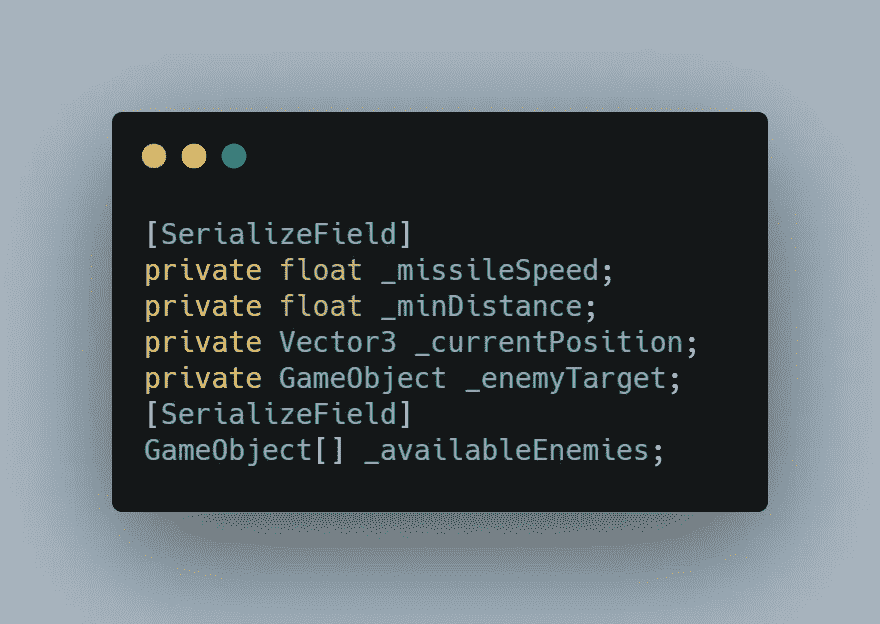 [SerializeField]
private float _missileSpeed;
private float _minDistance;
private Vector3 _currentPosition;
private GameObject _enemyTarget;
[SerializeField]
GameObject[] _availableEnemies;